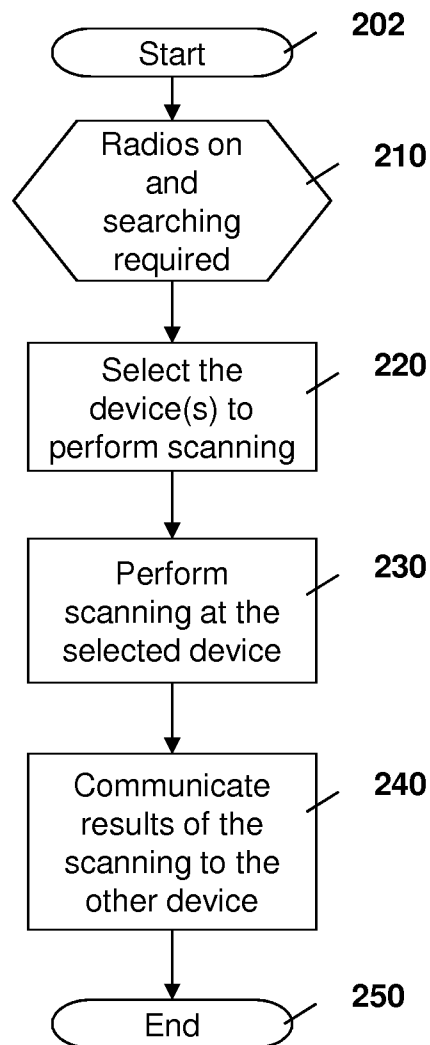 202
Start
Radios on
and
searching
required
210
Select the
device(s) to
perform scanning
220
Perform
scanning at the
selected device
230
Communicate
results of the
scanning to the
other device
240
End
250